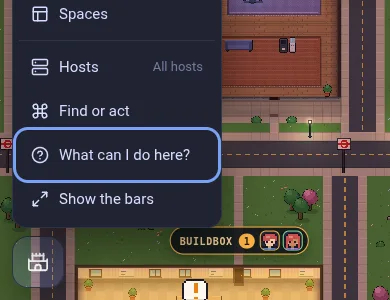 Spaces
Hosts All hosts
Find or act
What can I do here?
Show the bars
BUILDBOX 1
!